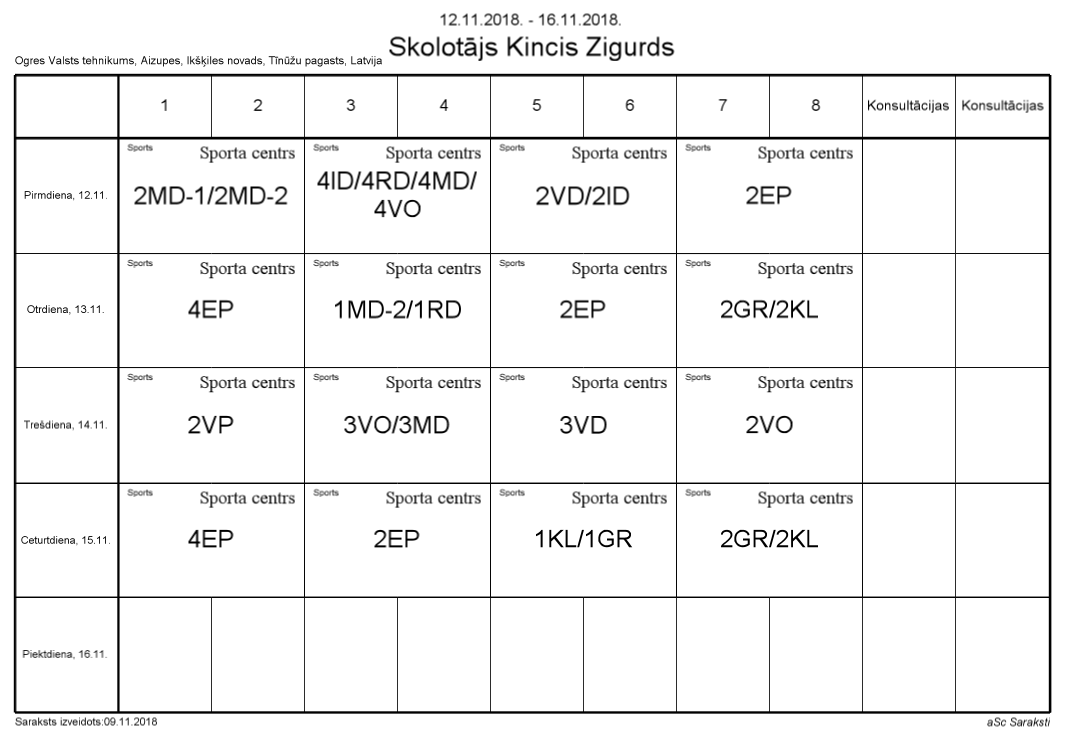 12.11.2018. - 16.11.2018.
Skolotājs Kincis Zigurds
Ogres Valsts tehnikums, Aizupes, Ikšķiles novads, Tīnūžu pagasts, Latvija
1 2 3 4 5 6 7 8 Konsultācijas Konsultācijas
Sports Sporta centrs Sports Sporta centrs Sports Sporta centrs Sports Sporta centrs
Pirmdiena, 12.11. 2MD-1/2MD-2 4ID/4RD/4MD/ 2VD/2ID 2EP
4VO
Sports Sporta centrs Sports Sporta centrs Sports Sporta centrs Sports Sporta centrs
Otrdiena, 13.11. 4EP 1MD-2/1RD 2EP 2GR/2KL
Sports Sporta centrs Sports Sporta centrs Sports Sporta centrs Sports Sporta centrs
Trešdiena, 14.11. 2VP 3VO/3MD 3VD 2VO
Sports Sporta centrs Sports Sporta centrs Sports Sporta centrs Sports Sporta centrs
Ceturtdiena, 15.11. 4EP 2EP 1KL/1GR 2GR/2KL
Piektdiena, 16.11.
Saraksts izveidots:09.11.2018 aSc Saraksti